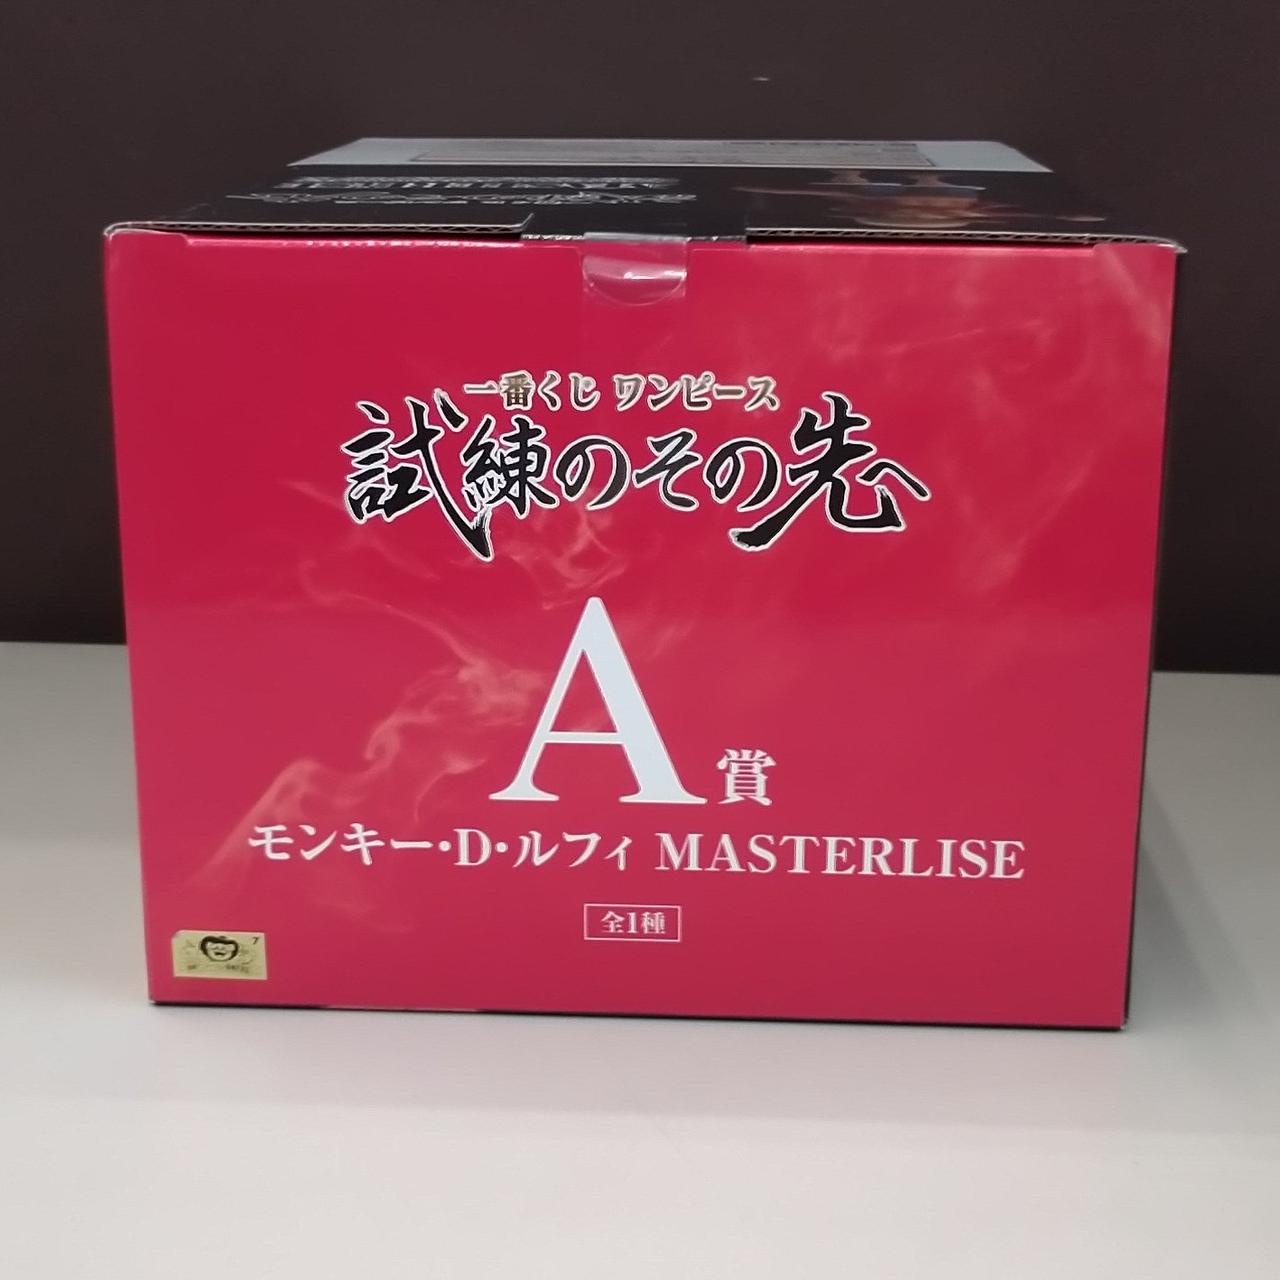 一番くじ ワンピース
試練のその先へ
A賞
モンキー・D・ルフィ MASTERLISE
全1種
7